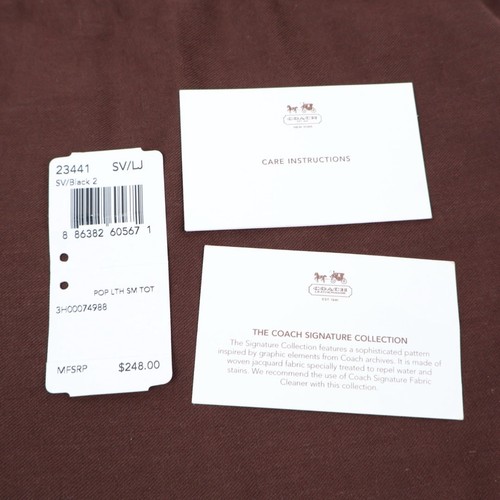 23441 SV/LJ
SV/Black 2
8 86382 60567 1
POP LTH SM TOT
3H00074988
MFSRP $248.00
COACH
NEW YORK
CARE INSTRUCTIONS
COACH
EST. 1941
THE COACH SIGNATURE COLLECTION
The Signature Collection features a sophisticated pattern
inspired by graphic elements from Coach archives. It is made of
woven jacquard fabric specially treated to repel water and
stains. We recommend the use of Coach Signature Fabric
Cleaner with this collection.